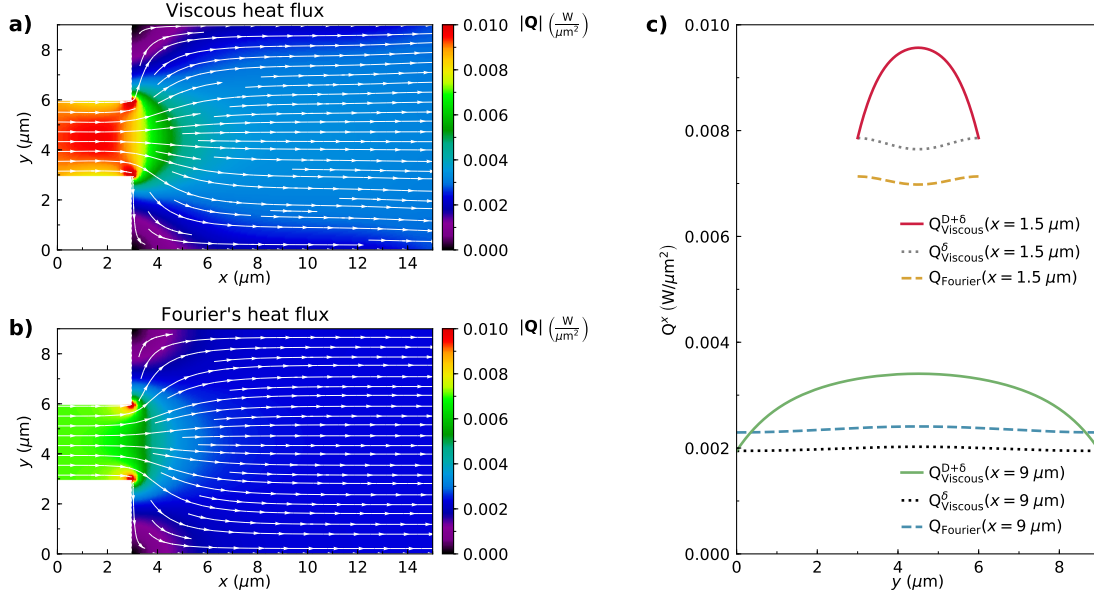 a)
Viscous heat flux
8
6
4
2
0
y (μm)
0 2 4 6 8 10 12 14
x (μm)
0.010
0.008
0.006
0.004
0.002
0.000
|Q| (W/μm²)
b)
Fourier's heat flux
8
6
4
2
0
y (μm)
0 2 4 6 8 10 12 14
x (μm)
0.010
0.008
0.006
0.004
0.002
0.000
|Q| (W/μm²)
c)
0.010
0.008
0.006
0.004
0.002
0.000
Qˣ (W/μm²)
Q^{D+δ}_{Viscous}(x = 1.5 μm)
Q^{δ}_{Viscous}(x = 1.5 μm)
Q_{Fourier}(x = 1.5 μm)
Q^{D+δ}_{Viscous}(x = 9 μm)
Q^{δ}_{Viscous}(x = 9 μm)
Q_{Fourier}(x = 9 μm)
0 2 4 6 8
y (μm)